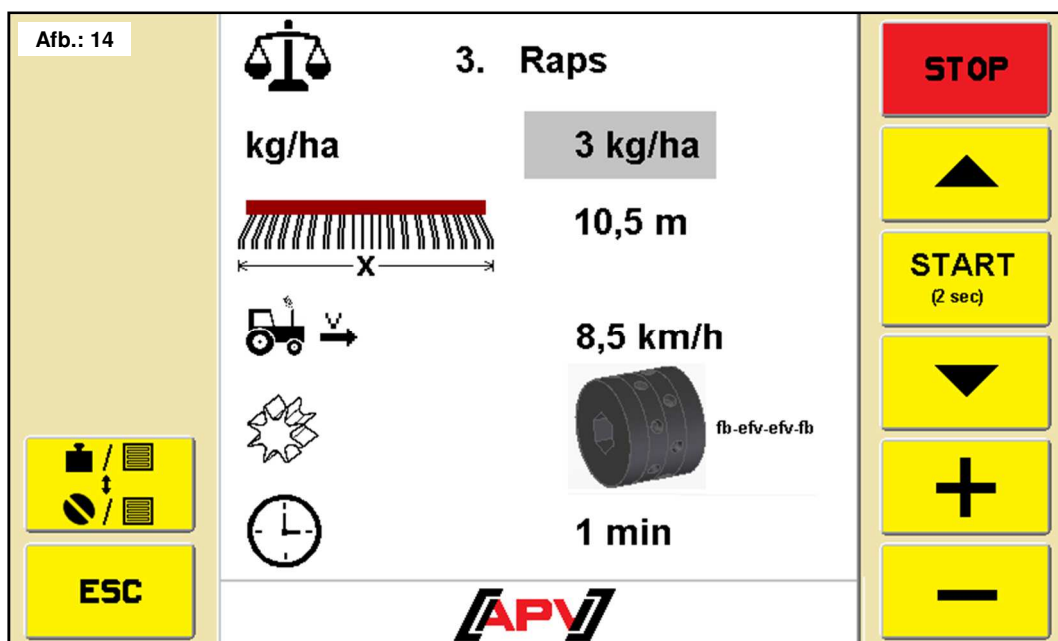 Afb.: 14
3. Raps
STOP
kg/ha
3 kg/ha
X
10,5 m
START
(2 sec)
V
8,5 km/h
fb-efv-efv-fb
/
/
1 min
+
−
ESC
APV